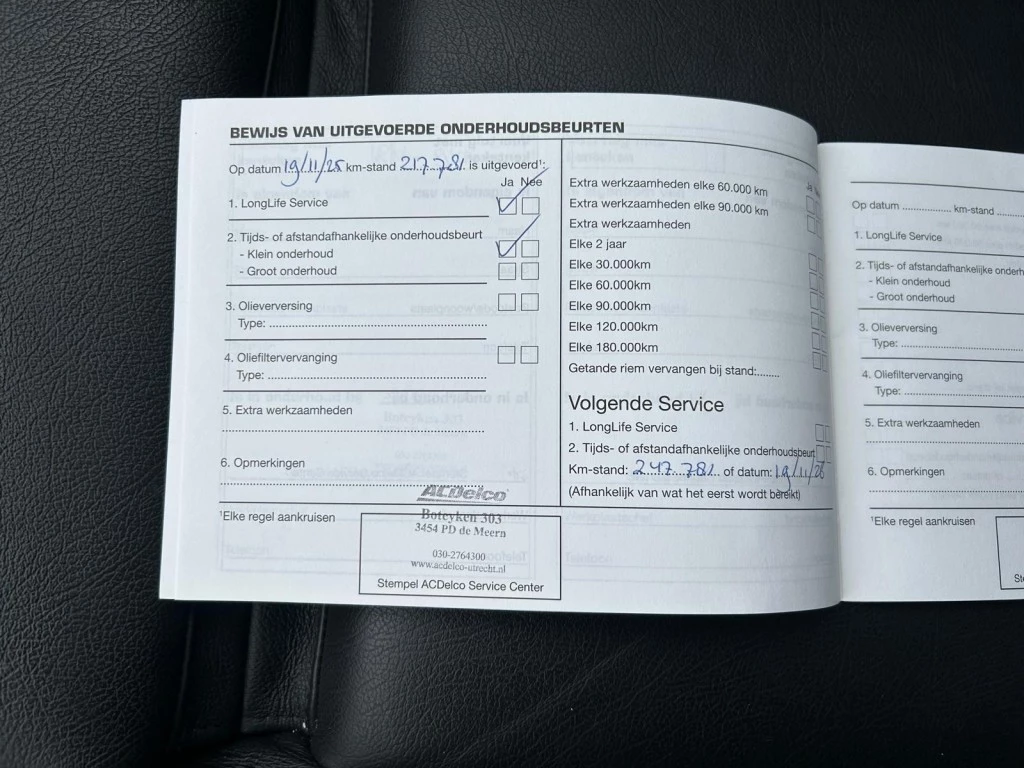 BEWIJS VAN UITGEVOERDE ONDERHOUDSBEURTEN
Op datum 19/11/25 km-stand 217.781 is uitgevoerd¹:
Ja Nee
1. LongLife Service
2. Tijds- of afstandafhankelijke onderhoudsbeurt
- Klein onderhoud
- Groot onderhoud
3. Olieverversing
Type: ......................................................
4. Oliefiltervervanging
Type: ......................................................
5. Extra werkzaamheden
6. Opmerkingen
¹Elke regel aankruisen
ACDelco
Boteyken 303
3454 PD de Meern
030-2764300
www.acdelco-utrecht.nl
Stempel ACDelco Service Center
Extra werkzaamheden elke 60.000 km
Extra werkzaamheden elke 90.000 km
Extra werkzaamheden
Elke 2 jaar
Elke 30.000km
Elke 60.000km
Elke 90.000km
Elke 120.000km
Elke 180.000km
Getande riem vervangen bij stand:.......
Volgende Service
1. LongLife Service
2. Tijds- of afstandafhankelijke onderhoudsbeurt
Km-stand: 247.781 of datum: 19/11/26
(Afhankelijk van wat het eerst wordt bereikt)
Op datum ................ km-stand .........
1. LongLife Service
2. Tijds- of afstandafhankelijke
- Klein onderhoud
- Groot onderhoud
3. Olieverversing
Type: ..............................
4. Oliefiltervervanging
Type: ..............................
5. Extra werkzaamheden
6. Opmerkingen
¹Elke regel aankruisen